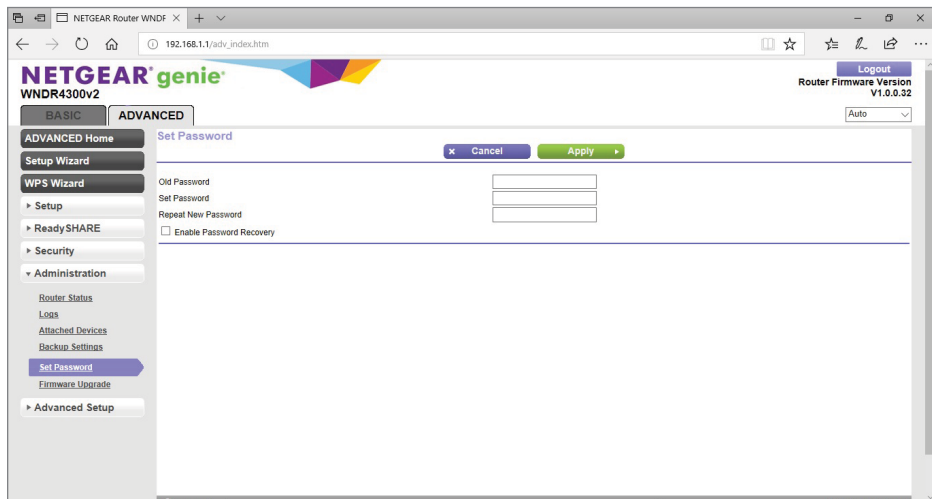 NETGEAR Router WNDF
192.168.1.1/adv_index.htm
NETGEAR® genie®
WNDR4300v2
Logout
Router Firmware Version
V1.0.0.32
BASIC
ADVANCED
Auto
ADVANCED Home
Setup Wizard
WPS Wizard
Setup
ReadySHARE
Security
Administration
Router Status
Logs
Attached Devices
Backup Settings
Set Password
Firmware Upgrade
Advanced Setup
Set Password
Cancel
Apply
Old Password
Set Password
Repeat New Password
Enable Password Recovery